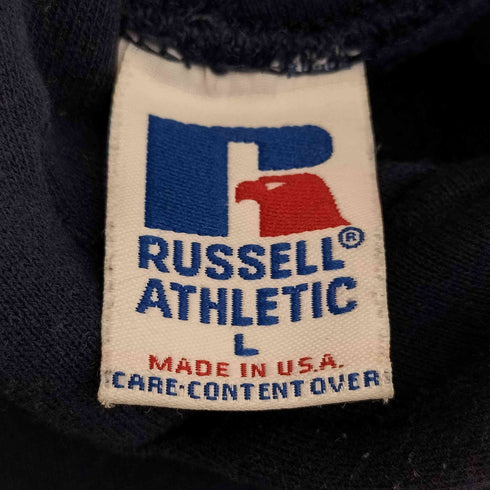 RUSSELL®
ATHLETIC
L
MADE IN U.S.A.
CARE-CONTENT OVER